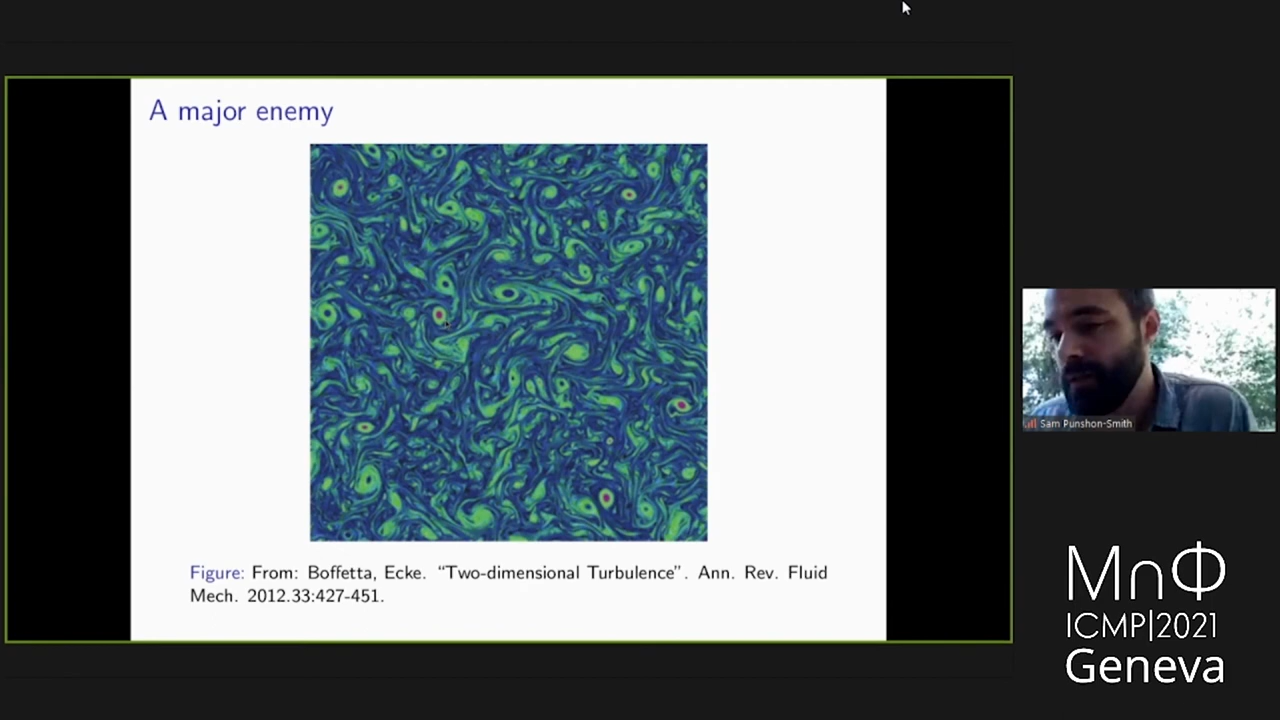 A major enemy
Figure: From: Boffetta, Ecke. “Two-dimensional Turbulence”. Ann. Rev. Fluid
Mech. 2012.33:427-451.
Sam Punshon-Smith
M∩Φ
ICMP|2021
Geneva